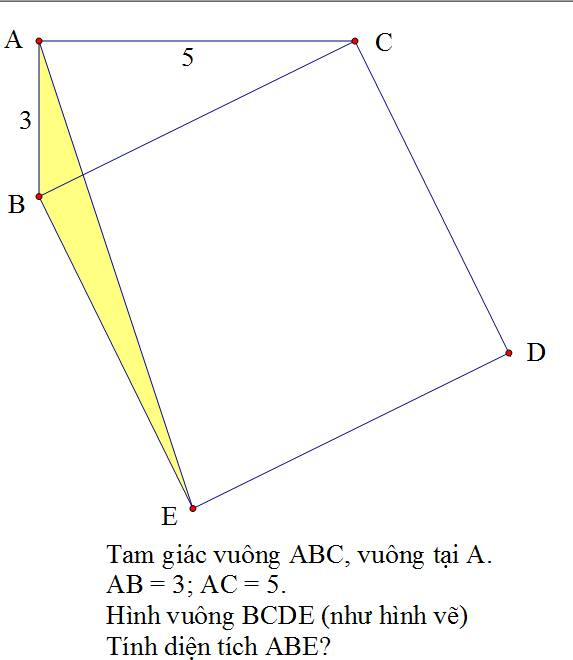 A
C
5
3
B
D
E
Tam giác vuông ABC, vuông tại A.
AB = 3; AC = 5.
Hình vuông BCDE (như hình vẽ)
Tính diện tích ABE?